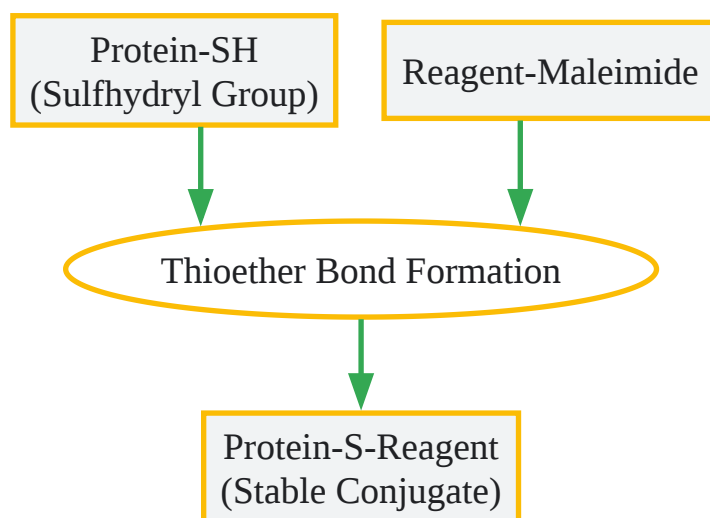 Protein-SH
(Sulfhydryl Group)
Reagent-Maleimide
Thioether Bond Formation
Protein-S-Reagent
(Stable Conjugate)